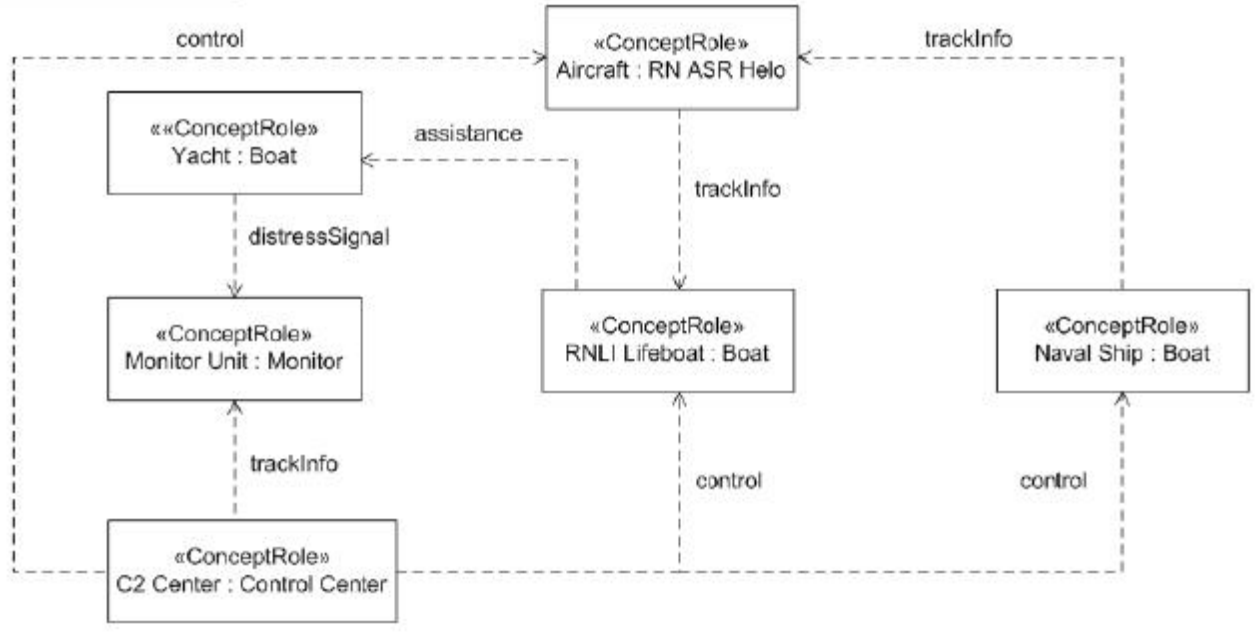 control
«ConceptRole»
Aircraft : RN ASR Helo
trackInfo
««ConceptRole»
Yacht : Boat
assistance
trackInfo
distressSignal
«ConceptRole»
Monitor Unit : Monitor
«ConceptRole»
RNLI Lifeboat : Boat
«ConceptRole»
Naval Ship : Boat
trackInfo
control
control
«ConceptRole»
C2 Center : Control Center